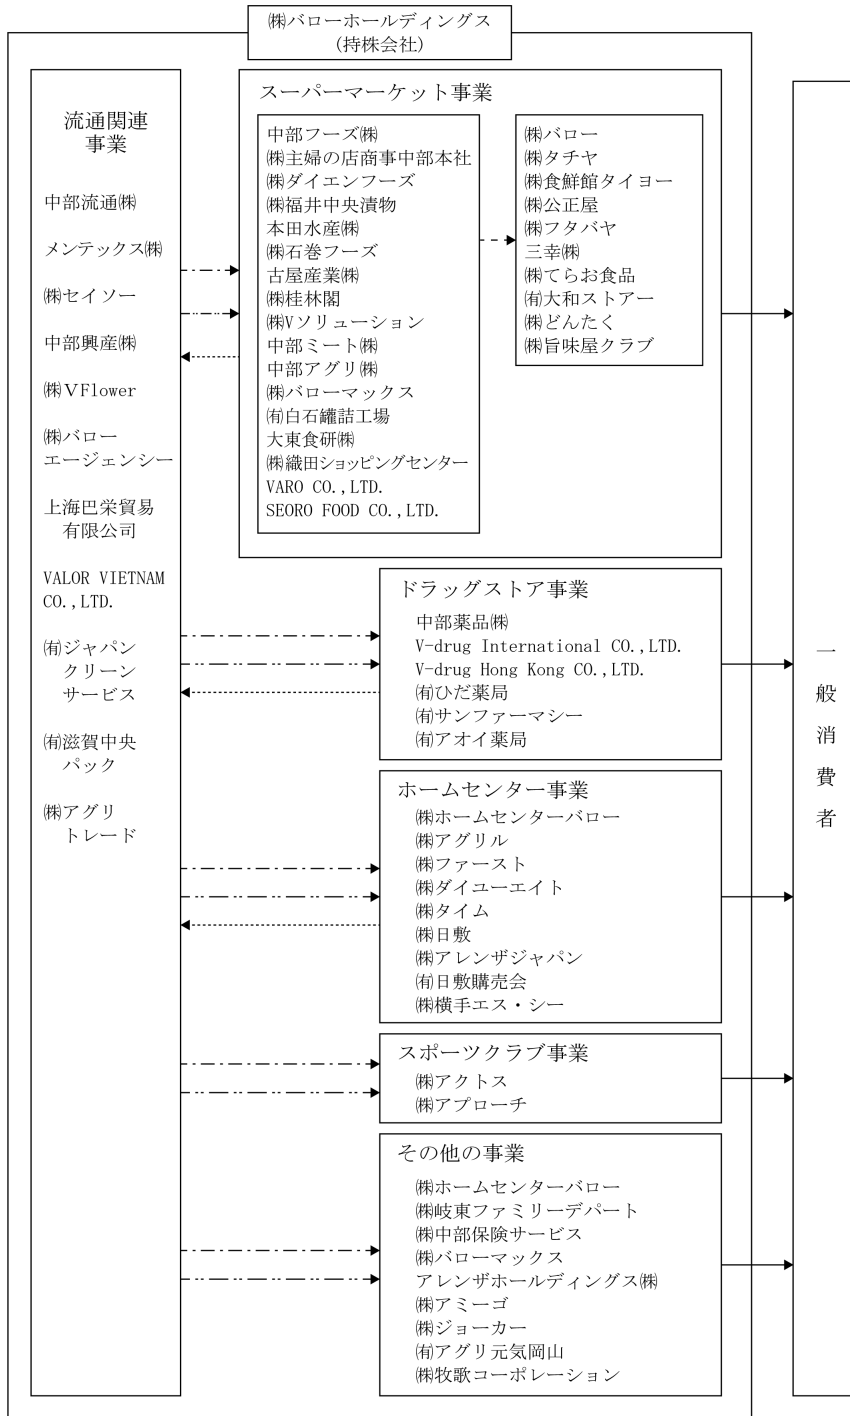 ㈱バローホールディングス
(持株会社)
流通関連
事業
中部流通㈱
メンテックス㈱
㈱セイソー
中部興産㈱
㈱VFlower
㈱バロー
エージェンシー
上海巴栄貿易
有限公司
VALOR VIETNAM
CO.,LTD.
㈲ジャパン
クリーン
サービス
㈲滋賀中央
パック
㈱アグリ
トレード
スーパーマーケット事業
中部フーズ㈱
㈱主婦の店商事中部本社
㈱ダイエンフーズ
㈱福井中央漬物
本田水産㈱
㈱石巻フーズ
古屋産業㈱
㈱桂林閣
㈱Vソリューション
中部ミート㈱
中部アグリ㈱
㈱バローマックス
㈲白石罐詰工場
大東食研㈱
㈱織田ショッピングセンター
VARO CO.,LTD.
SEORO FOOD CO.,LTD.
㈱バロー
㈱タチヤ
㈱食鮮館タイヨー
㈱公正屋
㈱フタバヤ
三幸㈱
㈱てらお食品
㈲大和ストアー
㈱どんたく
㈱旨味屋クラブ
ドラッグストア事業
中部薬品㈱
V-drug International CO.,LTD.
V-drug Hong Kong CO.,LTD.
㈲ひだ薬局
㈲サンファーマシー
㈲アオイ薬局
ホームセンター事業
㈱ホームセンターバロー
㈱アグリル
㈱ファースト
㈱ダイユーエイト
㈱タイム
㈱日敷
㈱アレンザジャパン
㈲日敷購売会
㈱横手エス・シー
スポーツクラブ事業
㈱アクトス
㈱アプローチ
その他の事業
㈱ホームセンターバロー
㈱岐東ファミリーデパート
㈱中部保険サービス
㈱バローマックス
アレンザホールディングス㈱
㈱アミーゴ
㈱ジョーカー
㈲アグリ元気岡山
㈱牧歌コーポレーション
一般消費者